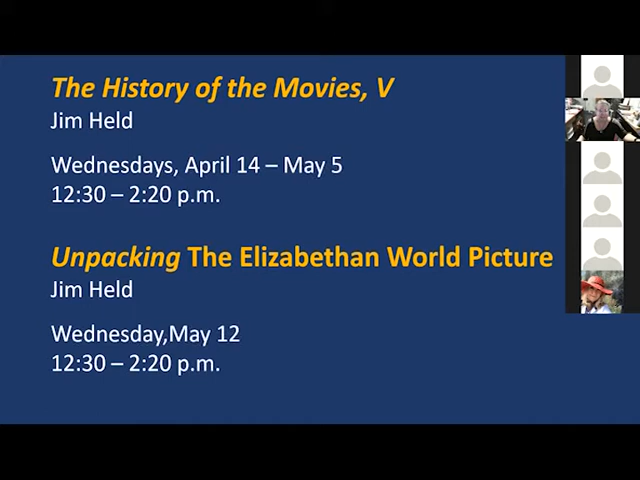 The History of the Movies, V
Jim Held
Wednesdays, April 14 – May 5
12:30 – 2:20 p.m.
Unpacking The Elizabethan World Picture
Jim Held
Wednesday,May 12
12:30 – 2:20 p.m.